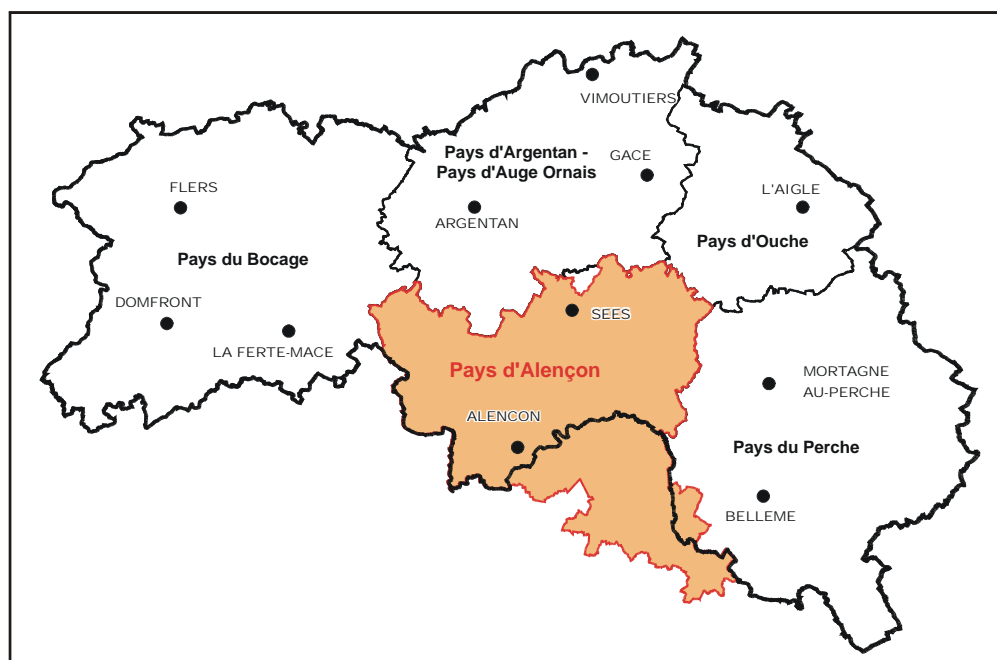 VIMOUTIERS
Pays d'Argentan -
Pays d'Auge Ornais
GACE
FLERS
ARGENTAN
L'AIGLE
Pays d'Ouche
Pays du Bocage
DOMFRONT
SEES
LA FERTE-MACE
Pays d'Alençon
MORTAGNE
AU-PERCHE
ALENCON
Pays du Perche
BELLEME